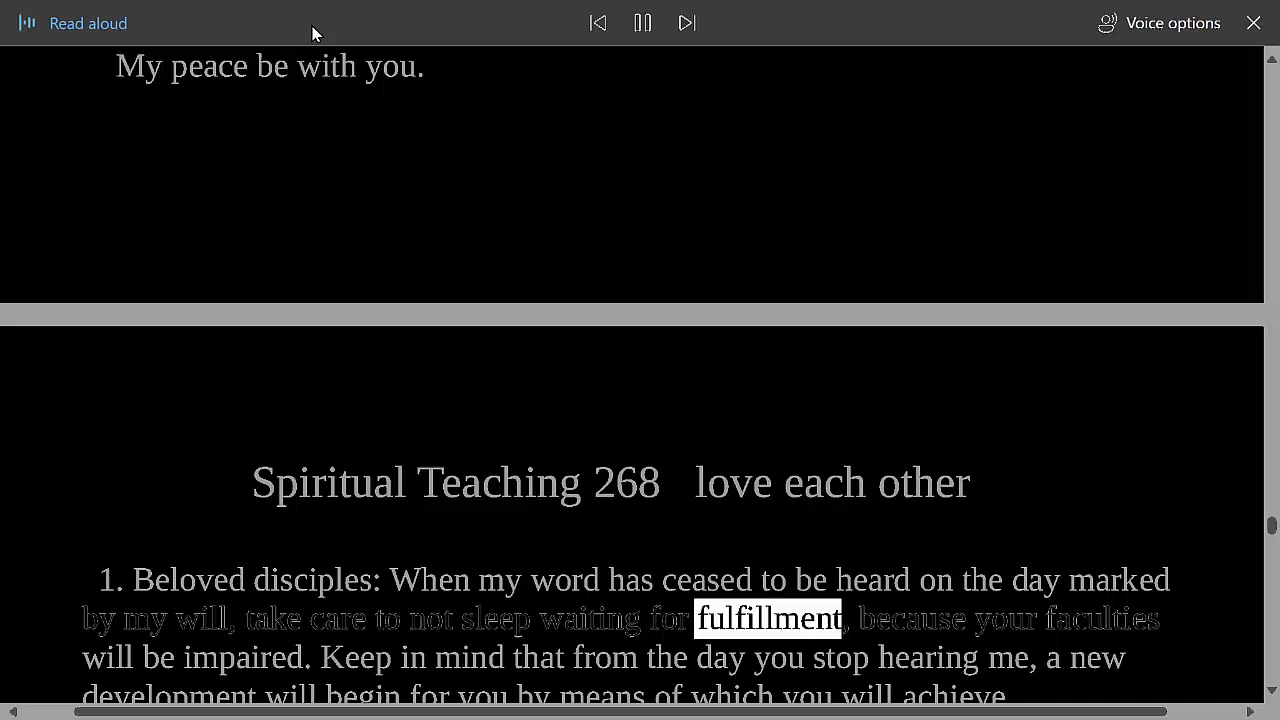 Read aloud
Voice options
My peace be with you.
Spiritual Teaching 268 love each other
1. Beloved disciples: When my word has ceased to be heard on the day marked
by my will, take care to not sleep waiting for fulfillment, because your faculties
will be impaired. Keep in mind that from the day you stop hearing me, a new
development will begin for you by means of which you will achieve